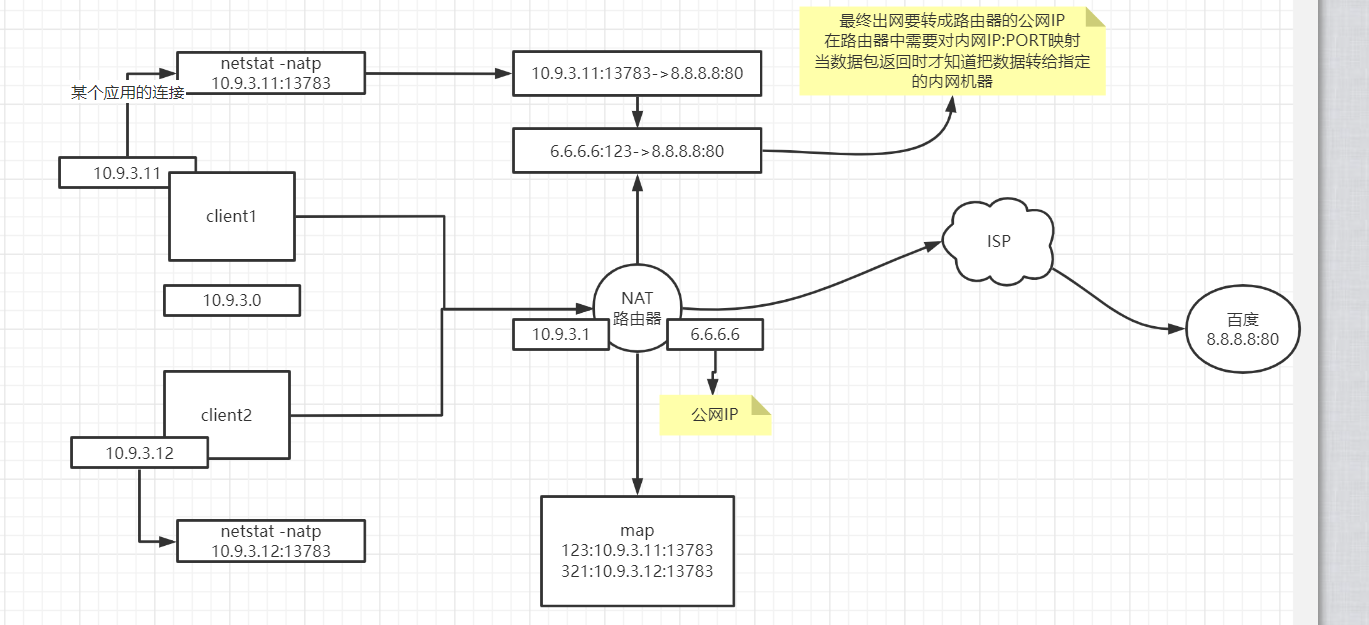 最终出网要转成路由器的公网IP
在路由器中需要对内网IP:PORT映射
当数据包返回时才知道把数据转给指定
的内网机器
netstat -natp
10.9.3.11:13783
10.9.3.11:13783->8.8.8.8:80
某个应用的连接
6.6.6.6:123->8.8.8.8:80
10.9.3.11
client1
ISP
10.9.3.0
NAT
路由器
10.9.3.1
6.6.6.6
百度
8.8.8.8:80
client2
公网IP
10.9.3.12
netstat -natp
10.9.3.12:13783
map
123:10.9.3.11:13783
321:10.9.3.12:13783